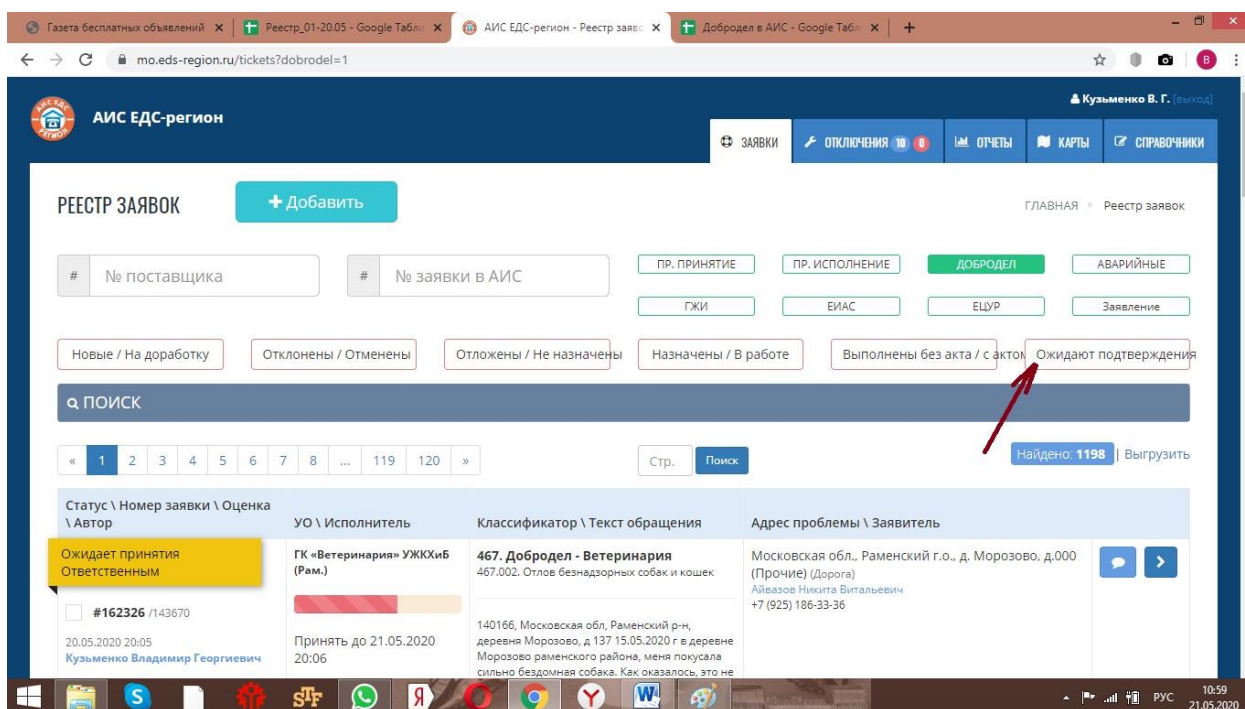 Газета бесплатных объявлений
Реестр_01-20.05 - Google Табли
АИС ЕДС-регион - Реестр заявс
Добродел в АИС - Google Табл
mo.eds-region.ru/tickets?dobrodel=1
В
Кузьменко В. Г. [выход]
АИС ЕДС РЕГИОН
АИС ЕДС-регион
ЗАЯВКИ
ОТКЛЮЧЕНИЯ 10 0
ОТЧЕТЫ
КАРТЫ
СПРАВОЧНИКИ
РЕЕСТР ЗАЯВОК
+ Добавить
ГЛАВНАЯ
Реестр заявок
# № поставщика
# № заявки в АИС
ПР. ПРИНЯТИЕ
ПР. ИСПОЛНЕНИЕ
ДОБРОДЕЛ
АВАРИЙНЫЕ
ГЖИ
ЕИАС
ЕЦУР
Заявление
Новые / На доработку
Отклонены / Отменены
Отложены / Не назначены
Назначены / В работе
Выполнены без акта / с актом
Ожидают подтверждения
ПОИСК
« 1 2 3 4 5 6 7 8 ... 119 120 »
Стр.
Поиск
Найдено: 1198 | Выгрузить
Статус \ Номер заявки \ Оценка
\ Автор
УО \ Исполнитель
Классификатор \ Текст обращения
Адрес проблемы \ Заявитель
Ожидает принятия
Ответственным
#162326 /143670
20.05.2020 20:05
Кузьменко Владимир Георгиевич
ГК «Ветеринария» УЖКХиБ
(Рам.)
Принять до 21.05.2020
20:06
467. Добродел - Ветеринария
467.002. Отлов безнадзорных собак и кошек
140166, Московская обл, Раменский р-н,
деревня Морозово, д 137 15.05.2020 г в деревне
Морозово раменского района, меня покусала
сильно бездомная собака. Как оказалось, это не
Московская обл., Раменский г.о., д. Морозово, д.000
(Прочие) (Дорога)
Айвазов Никита Витальевич
+7 (925) 186-33-36
РУС
10:59
21.05.2020